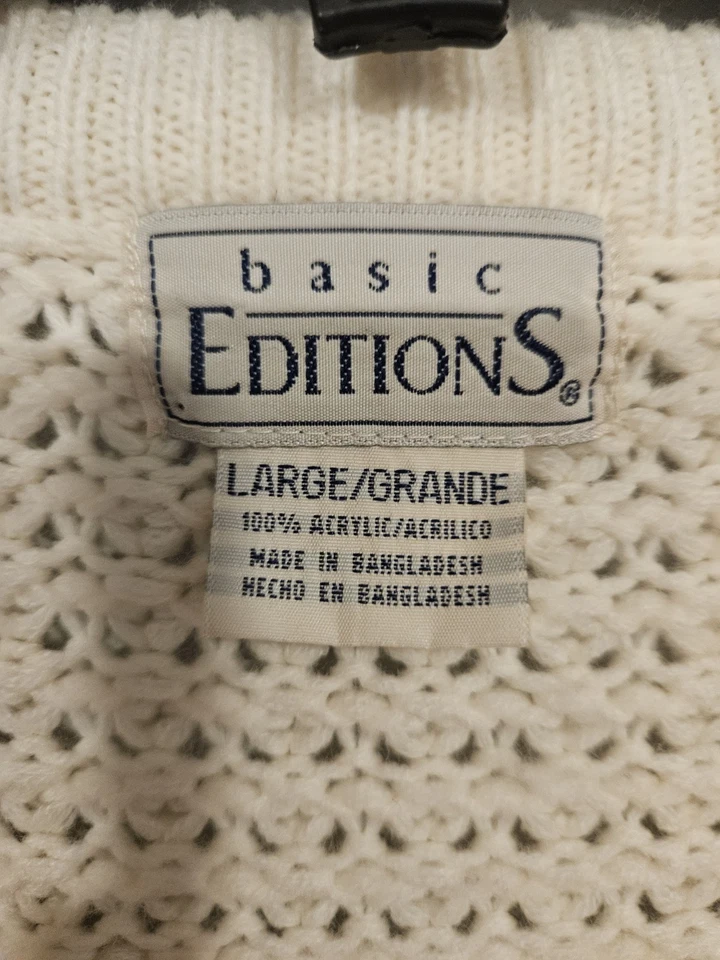 basic
EDITIONS®
LARGE/GRANDE
100% ACRYLIC/ACRILICO
MADE IN BANGLADESH
HECHO EN BANGLADESH